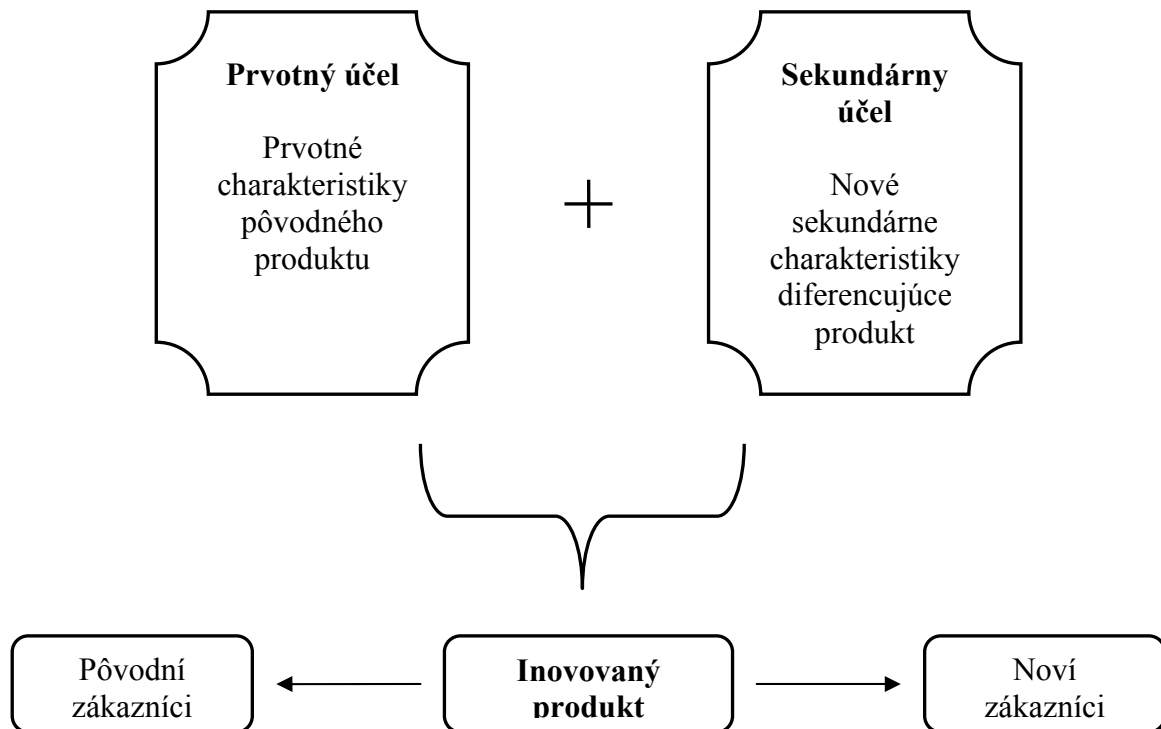 Prvotný účel
Prvotné
charakteristiky
pôvodného
produktu
+
Sekundárny
účel
Nové
sekundárne
charakteristiky
diferencujúce
produkt
Pôvodní
zákazníci
Inovovaný
produkt
Noví
zákazníci